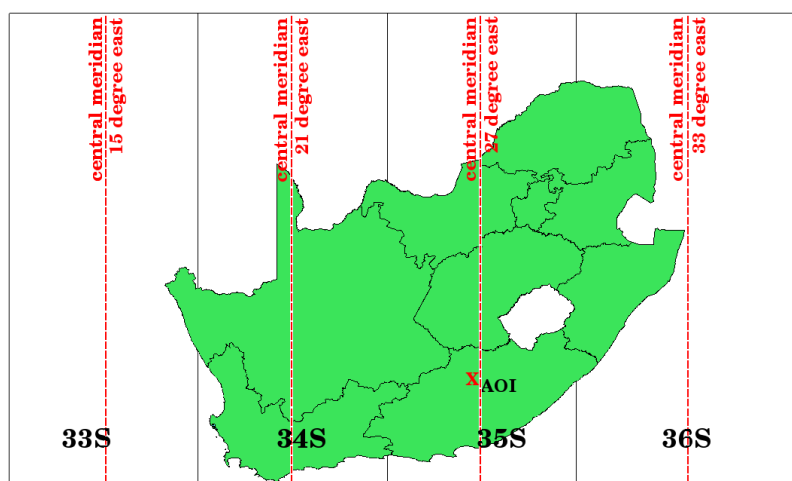 central meridian
15 degree east
central meridian
21 degree east
central meridian
27 degree east
central meridian
33 degree east
X
AOI
33S
34S
35S
36S